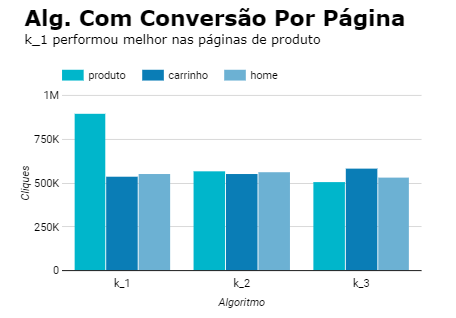 Alg. Com Conversão Por Página
k_1 performou melhor nas páginas de produto
produto carrinho home
1M
750K
500K
250K
0
Cliques
k_1 k_2 k_3
Algoritmo